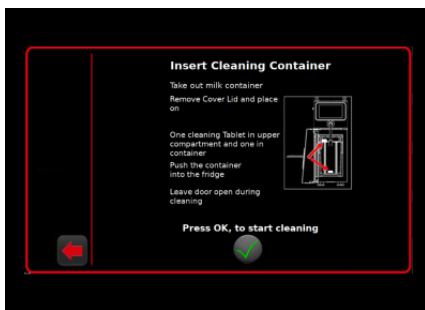 Insert Cleaning Container
Take out milk container
Remove Cover Lid and place
on
One cleaning Tablet in upper
compartment and one in
container
Push the container
into the fridge
Leave door open during
cleaning
Press OK, to start cleaning